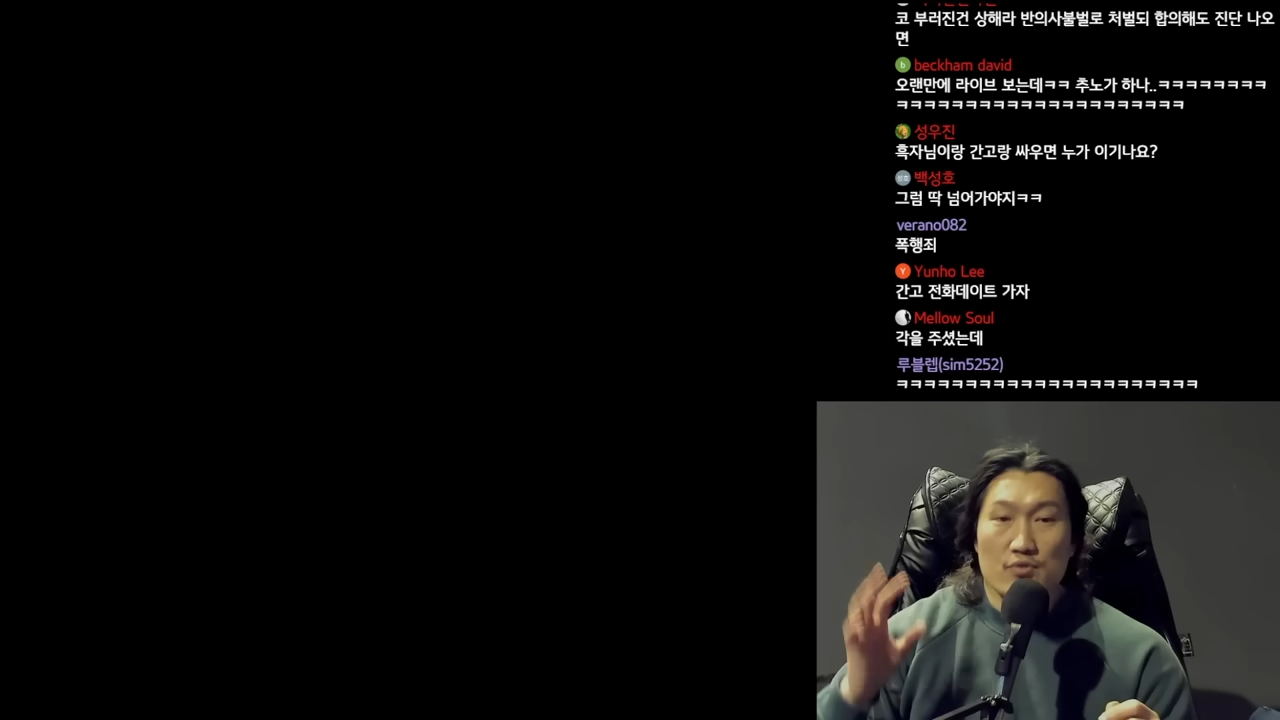 코 부러진건 상해라 반의사불벌로 처벌되 합의해도 진단 나오
면
beckham david
오랜만에 라이브 보는데ㅋㅋ 추노가 하나..ㅋㅋㅋㅋㅋㅋㅋㅋ
ㅋㅋㅋㅋㅋㅋㅋㅋㅋㅋㅋㅋㅋㅋㅋㅋㅋㅋㅋㅋㅋ
성우진
흑자님이랑 간고랑 싸우면 누가 이기나요?
백성호
그럼 딱 넘어가야지ㅋㅋ
verano082
폭행죄
Yunho Lee
간고 전화데이트 가자
Mellow Soul
각을 주셨는데
루블렙(sim5252)
ㅋㅋㅋㅋㅋㅋㅋㅋㅋㅋㅋㅋㅋㅋㅋㅋㅋㅋㅋㅋㅋㅋ